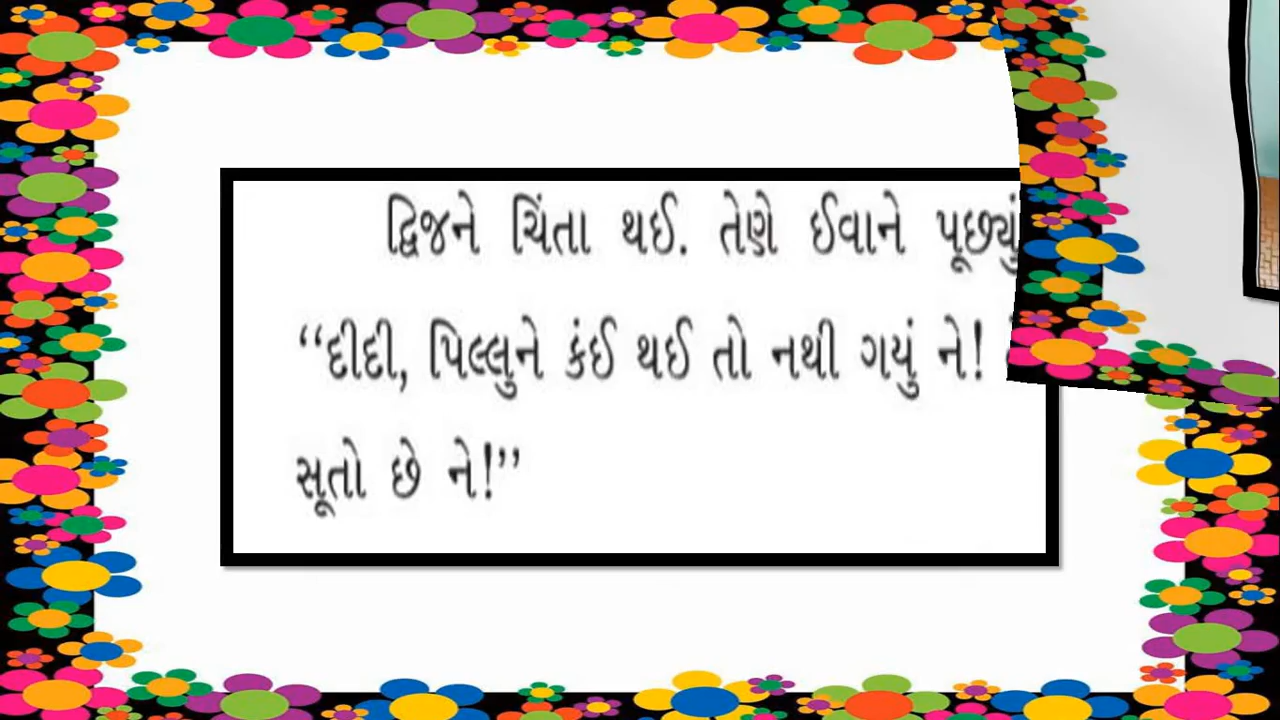 દ્વિજને ચિંતા થઈ. તેણે ઈવાને પૂછ્યું
“દીદી, પિલ્લુને કંઈ થઈ તો નથી ગયું ને!
સૂતો છે ને!”